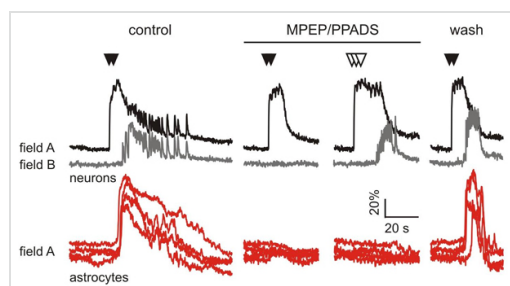 control MPEP/PPADS wash
field A
field B
neurons
20%
20 s
field A
astrocytes